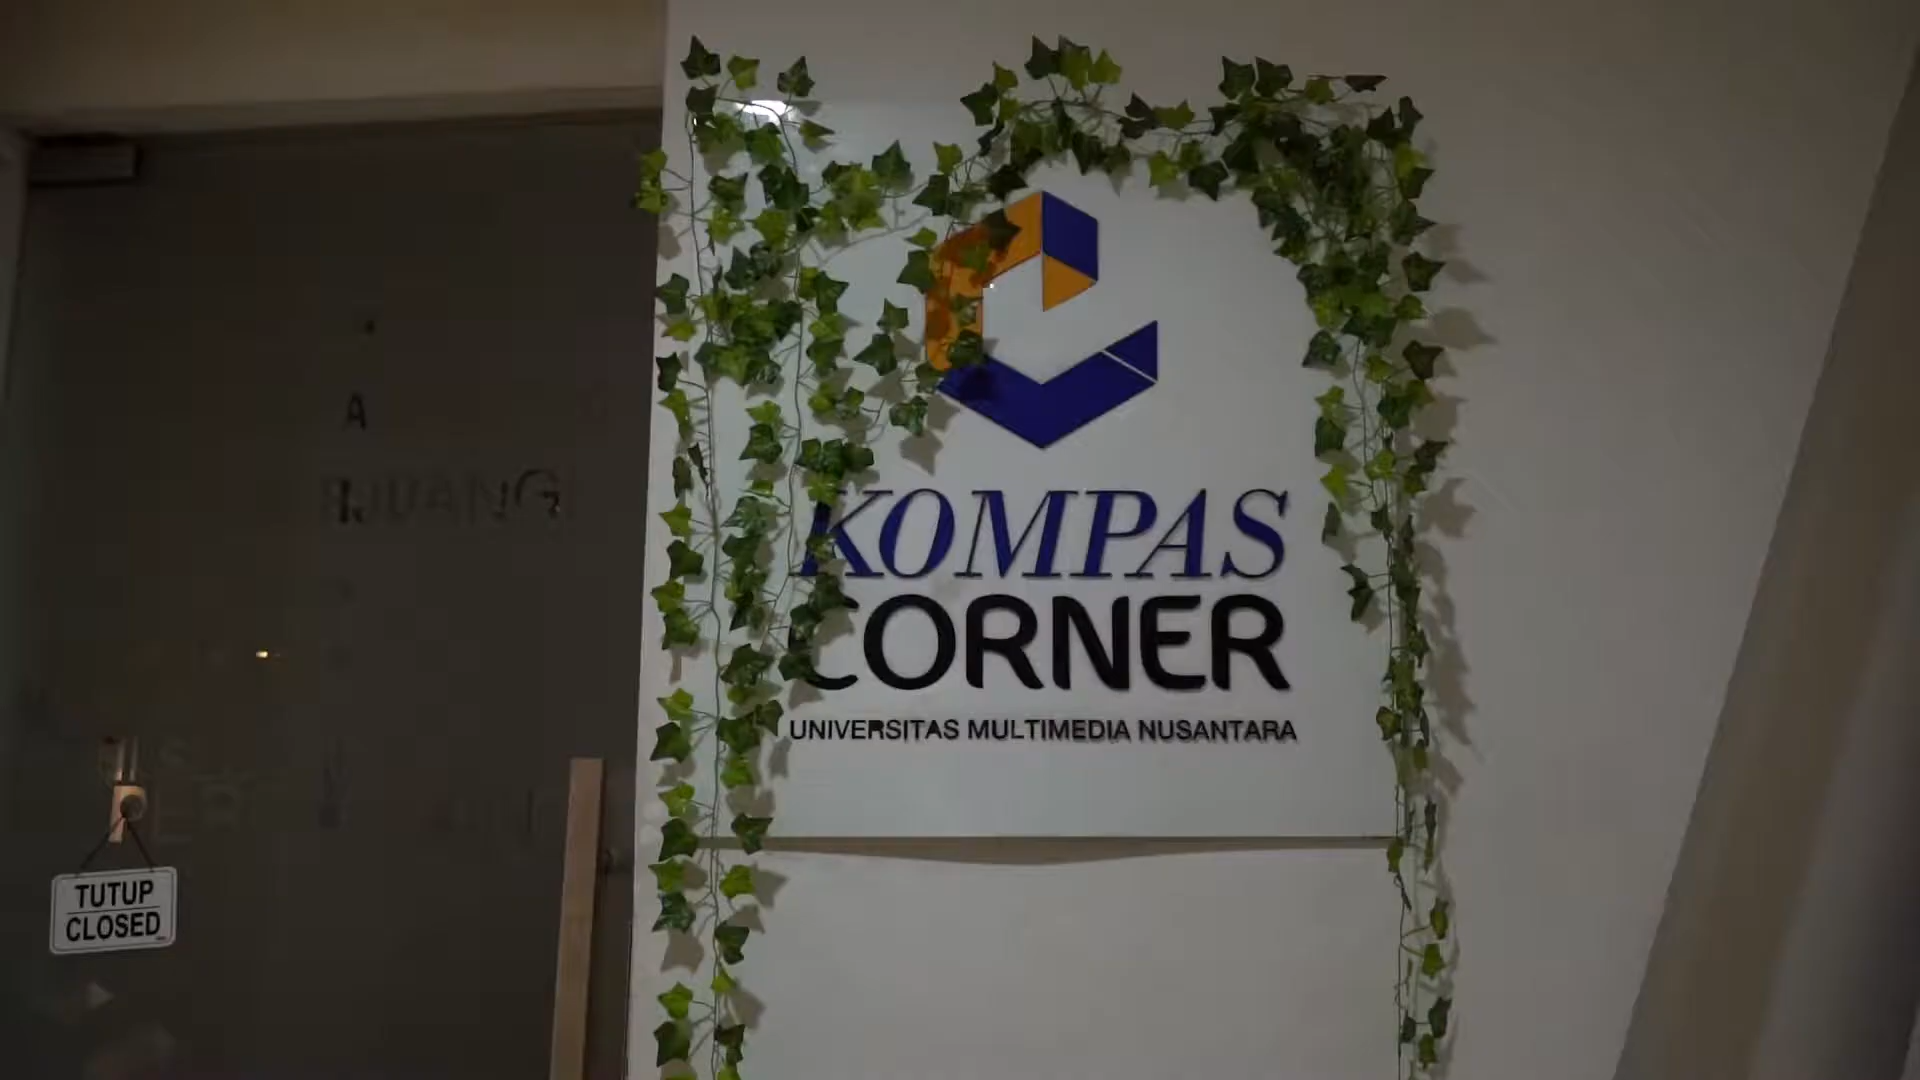 KOMPAS
CORNER
UNIVERSITAS MULTIMEDIA NUSANTARA
TUTUP
CLOSED